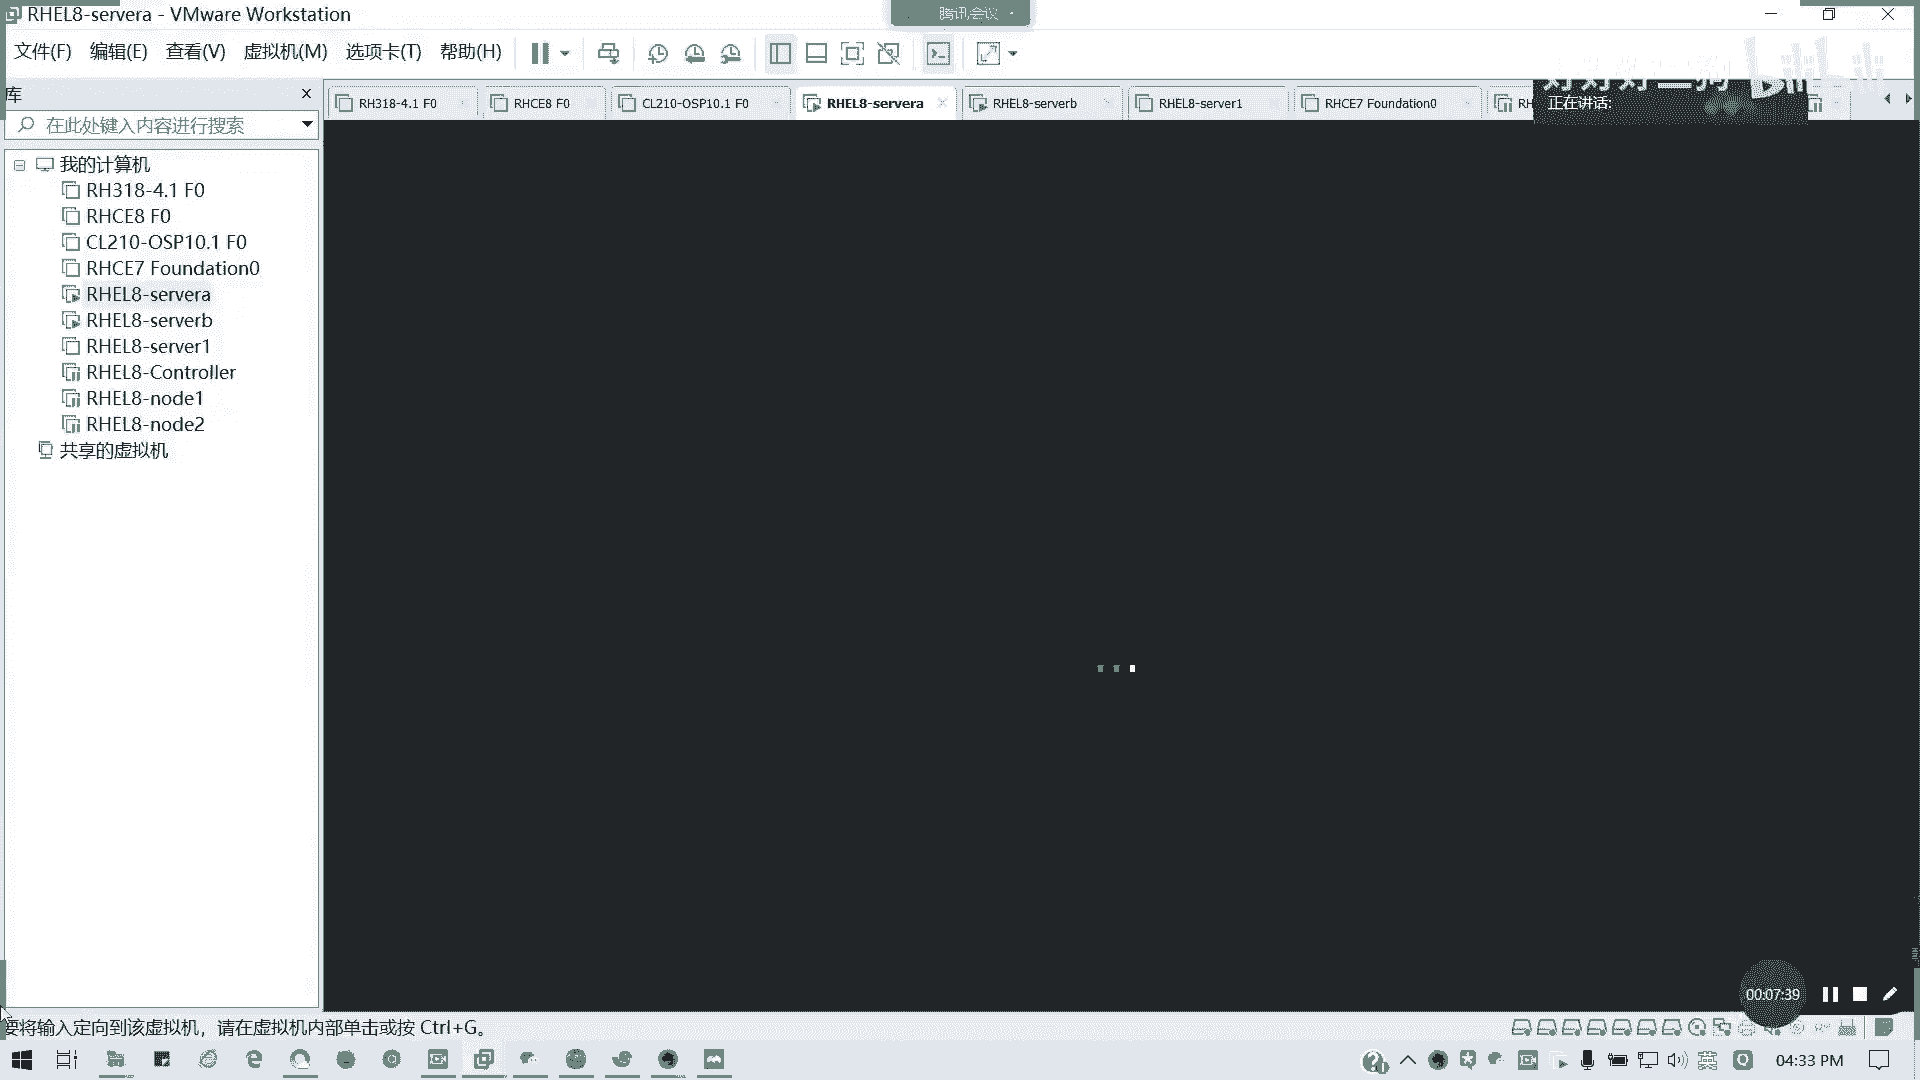 RHEL8-servera - VMware Workstation
腾讯会议
文件(F) 编辑(E) 查看(V) 虚拟机(M) 选项卡(T) 帮助(H)
库
RH318-4.1 F0
RHCE8 F0
CL210-OSP10.1 F0
RHEL8-servera
RHEL8-serverb
RHEL8-server1
RHCE7 Foundation0
RH
正在讲话:
在此处键入内容进行搜索
我的计算机
RH318-4.1 F0
RHCE8 F0
CL210-OSP10.1 F0
RHCE7 Foundation0
RHEL8-servera
RHEL8-serverb
RHEL8-server1
RHEL8-Controller
RHEL8-node1
RHEL8-node2
共享的虚拟机
00:07:39
要将输入定向到该虚拟机，请在虚拟机内部单击或按 Ctrl+G。
英
04:33 PM